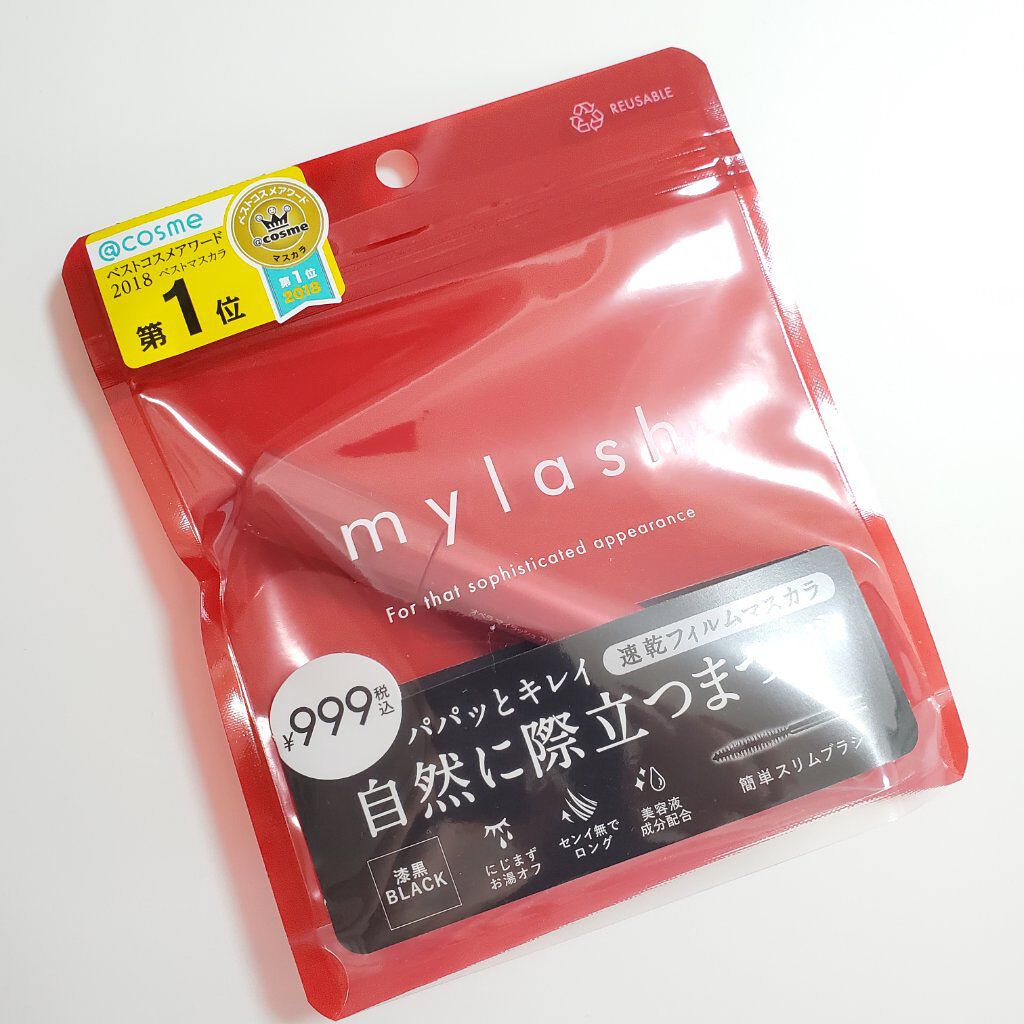 REUSABLE
@cosme
ベストコスメアワード
2018 ベストマスカラ
第1位
ベストコスメアワード
@cosme
マスカラ
第1位
2018
mylash
For that sophisticated appearance
¥999税込
速乾フィルムマスカラ
パパッとキレイ
自然に際立つまつ
簡単スリムブラシ
漆黒
BLACK
にじまず
お湯オフ
センイ無で
ロング
美容液
成分配合